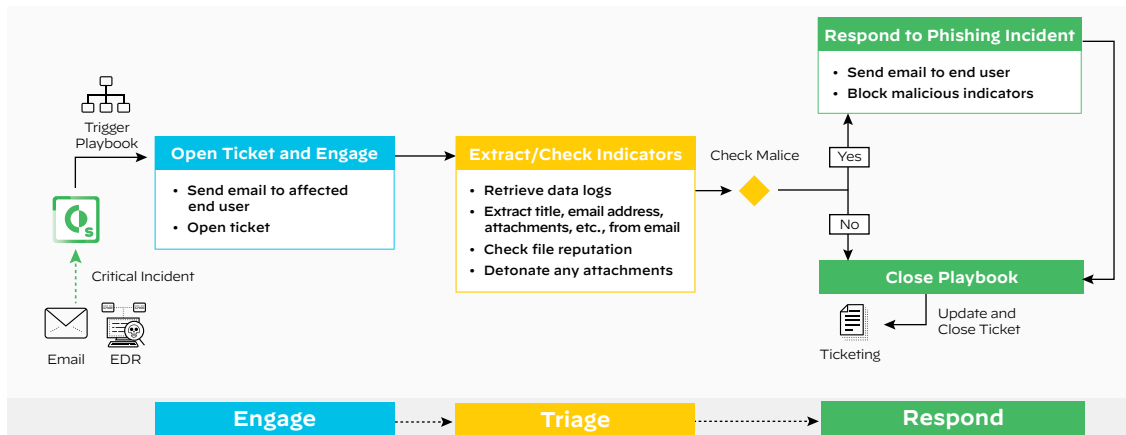 Trigger
Playbook
S
Critical Incident
Email
EDR
Open Ticket and Engage
• Send email to affected
end user
• Open ticket
Extract/Check Indicators
• Retrieve data logs
• Extract title, email address,
attachments, etc., from email
• Check file reputation
• Detonate any attachments
Check Malice
Yes
No
Respond to Phishing Incident
• Send email to end user
• Block malicious indicators
Close Playbook
Update and
Close Ticket
Ticketing
Engage
Triage
Respond